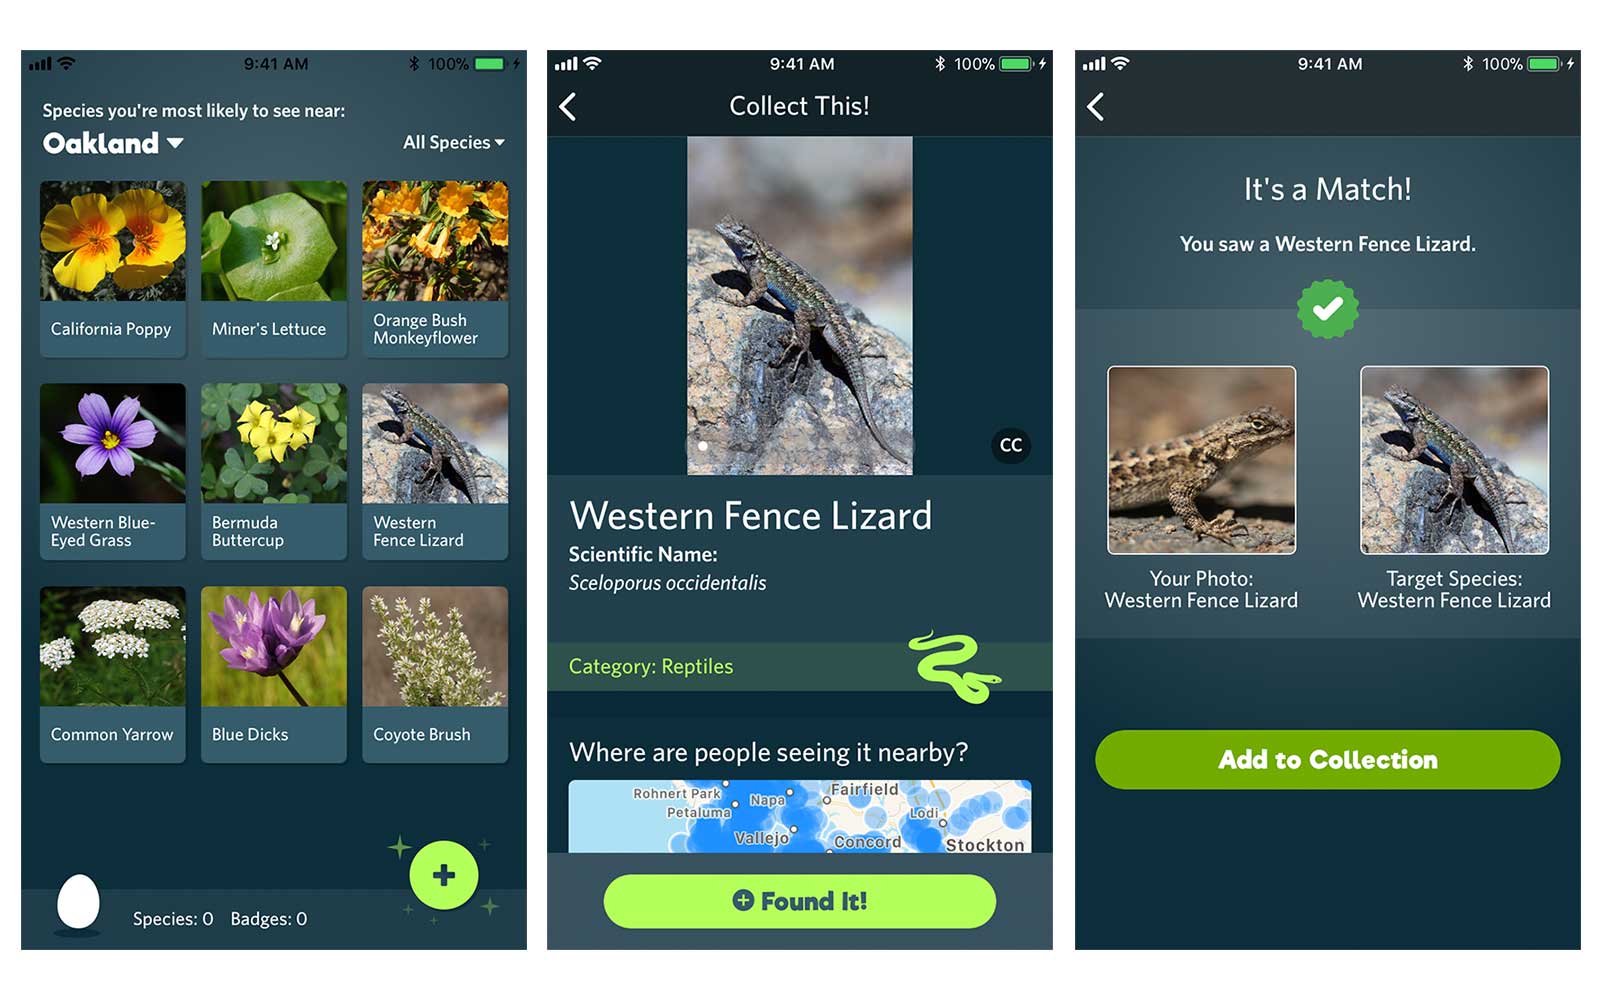 9:41 AM
100%
Species you're most likely to see near:
Oakland
All Species
California Poppy
Miner's Lettuce
Orange Bush
Monkeyflower
Western Blue-
Eyed Grass
Bermuda
Buttercup
Western
Fence Lizard
Common Yarrow
Blue Dicks
Coyote Brush
Species: 0
Badges: 0
9:41 AM
100%
Collect This!
CC
Western Fence Lizard
Scientific Name:
Sceloporus occidentalis
Category: Reptiles
Where are people seeing it nearby?
Rohnert Park
Napa
Fairfield
Petaluma
Lodi
Vallejo
Concord
Stockton
Found It!
9:41 AM
100%
It's a Match!
You saw a Western Fence Lizard.
Your Photo:
Western Fence Lizard
Target Species:
Western Fence Lizard
Add to Collection